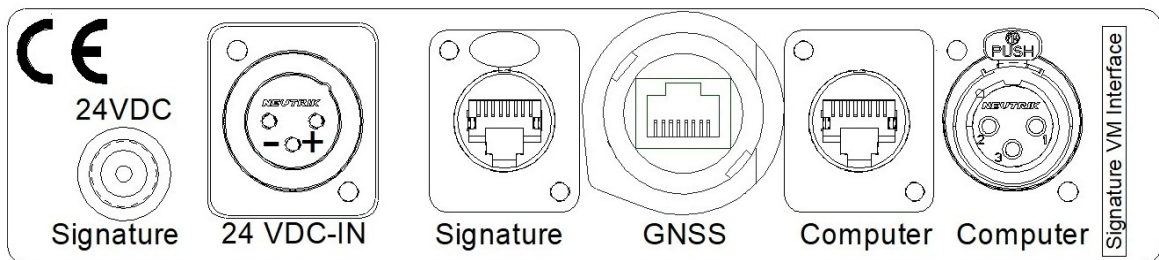 CE
24VDC
Signature
NEUTRIK
- +
24 VDC-IN
Signature
GNSS
Computer
PUSH
NEUTRIK
2 1
3
Computer
Signature VM Interface